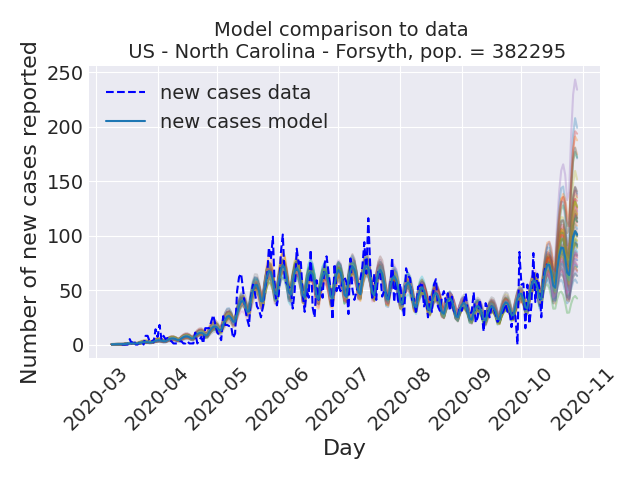 Model comparison to data
US - North Carolina - Forsyth, pop. = 382295
Number of new cases reported
250
200
150
100
50
0
new cases data
new cases model
2020-03
2020-04
2020-05
2020-06
2020-07
2020-08
2020-09
2020-10
2020-11
Day